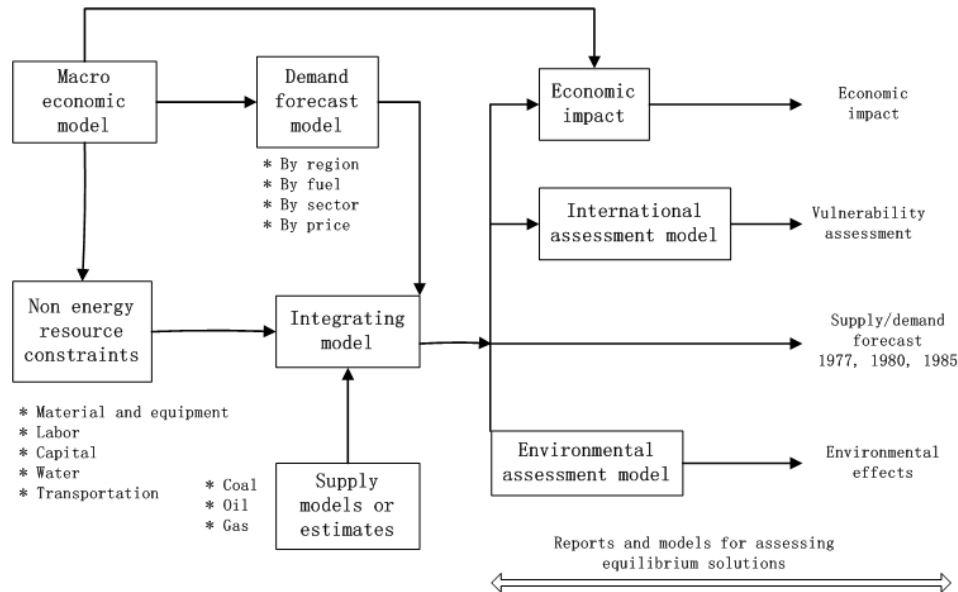 Macro
economic
model
Demand
forecast
model
* By region
* By fuel
* By sector
* By price
Economic
impact
Economic
impact
International
assessment model
Vulnerability
assessment
Non energy
resource
constraints
* Material and equipment
* Labor
* Capital
* Water
* Transportation
Integrating
model
Supply/demand
forecast
1977, 1980, 1985
* Coal
* Oil
* Gas
Supply
models or
estimates
Environmental
assessment model
Environmental
effects
Reports and models for assessing
equilibrium solutions